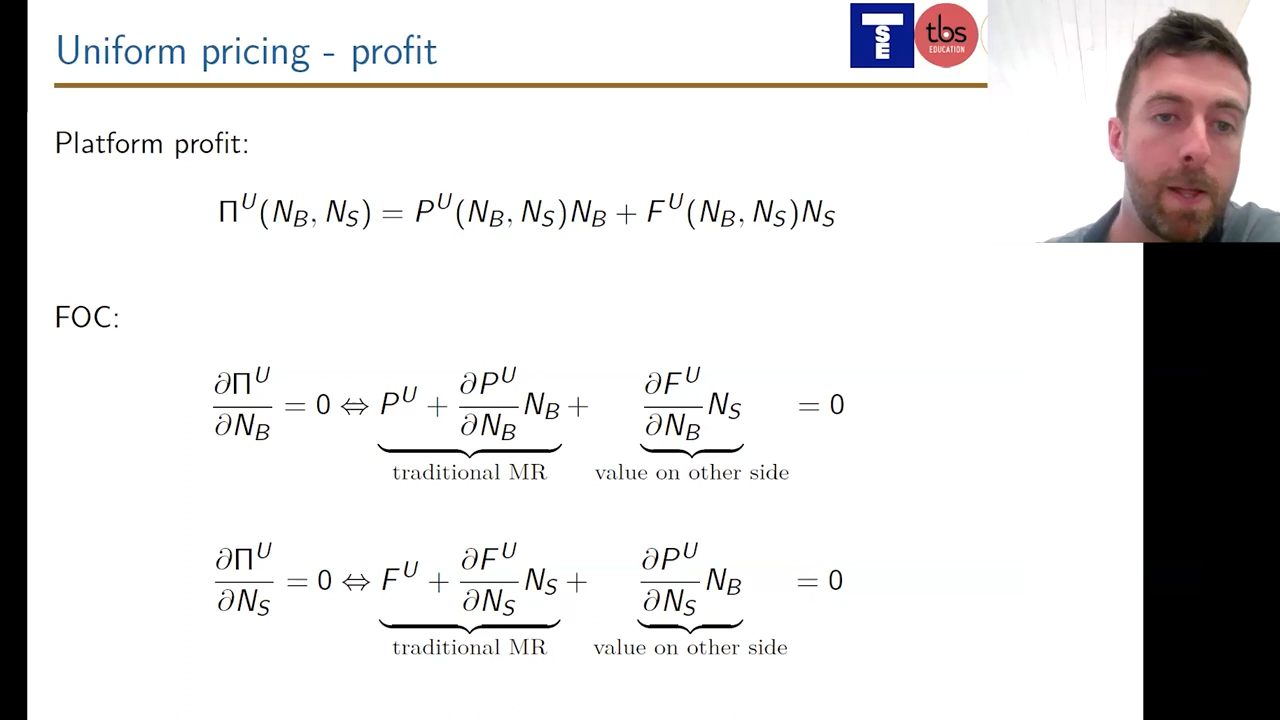 Uniform pricing - profit
TSE
tbs
EDUCATION
Platform profit:
Π^U(N_B, N_S) = P^U(N_B, N_S)N_B + F^U(N_B, N_S)N_S
FOC:
∂Π^U/∂N_B = 0 ⇔ P^U + ∂P^U/∂N_B N_B + ∂F^U/∂N_B N_S = 0
traditional MR value on other side
∂Π^U/∂N_S = 0 ⇔ F^U + ∂F^U/∂N_S N_S + ∂P^U/∂N_S N_B = 0
traditional MR value on other side